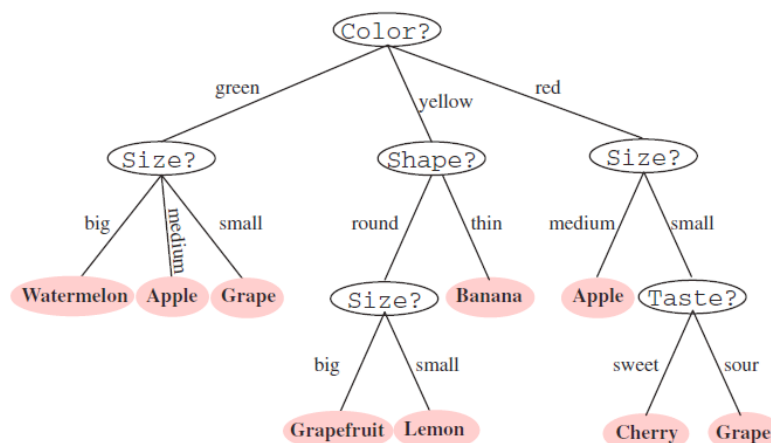 Color?
green yellow red
Size? Shape? Size?
big medium small round thin medium small
Watermelon Apple Grape Size? Banana Apple Taste?
big small sweet sour
Grapefruit Lemon Cherry Grape